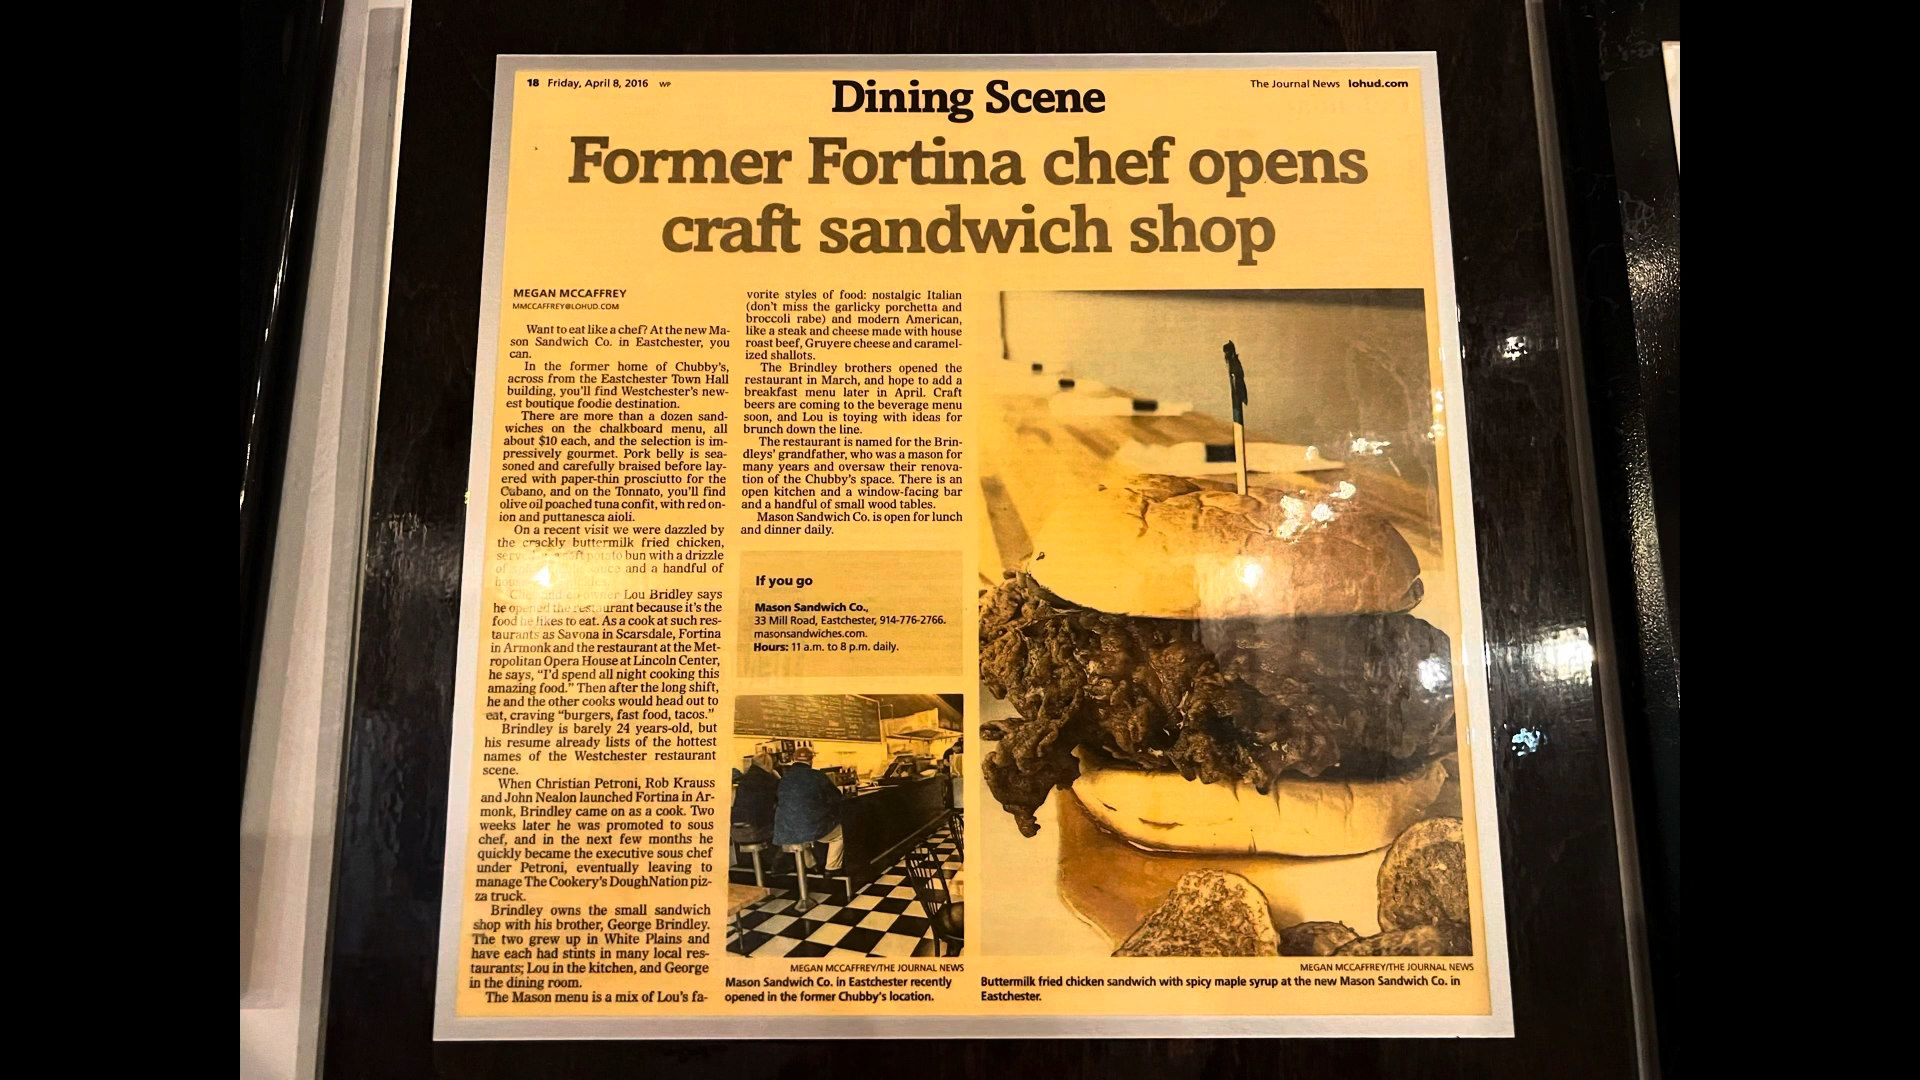 18 Friday, April 8, 2016 WP
Dining Scene
The Journal News lohud.com
Former Fortina chef opens
craft sandwich shop
MEGAN MCCAFFREY
MMCCAFFREY@LOHUD.COM
Want to eat like a chef? At the new Ma-
son Sandwich Co. in Eastchester, you
can.
In the former home of Chubby's,
across from the Eastchester Town Hall
building, you'll find Westchester's new-
est boutique foodie destination.
There are more than a dozen sand-
wiches on the chalkboard menu, all
about $10 each, and the selection is im-
pressively gourmet. Pork belly is sea-
soned and carefully braised before lay-
ered with paper-thin prosciutto for the
Cubano, and on the Tonnato, you'll find
olive oil poached tuna confit, with red on-
ion and puttanesca aioli.
On a recent visit we were dazzled by
the crackly buttermilk fried chicken,
potato bun with a drizzle
of and a handful of
Chef and co-owner Lou Bridley says
he opened the restaurant because it's the
food he likes to eat. As a cook at such res-
taurants as Savona in Scarsdale, Fortina
in Armonk and the restaurant at the Met-
ropolitan Opera House at Lincoln Center,
he says, "I'd spend all night cooking this
amazing food." Then after the long shift,
he and the other cooks would head out to
eat, craving "burgers, fast food, tacos."
Brindley is barely 24 years-old, but
his resume already lists of the hottest
names of the Westchester restaurant
scene.
When Christian Petroni, Rob Krauss
and John Nealon launched Fortina in Ar-
monk, Brindley came on as a cook. Two
weeks later he was promoted to sous
chef, and in the next few months he
quickly became the executive sous chef
under Petroni, eventually leaving to
manage The Cookery's DoughNation piz-
za truck.
Brindley owns the small sandwich
shop with his brother, George Brindley.
The two grew up in White Plains and
have each had stints in many local res-
taurants; Lou in the kitchen, and George
in the dining room.
The Mason menu is a mix of Lou's fa-
vorite styles of food: nostalgic Italian
(don't miss the garlicky porchetta and
broccoli rabe) and modern American,
like a steak and cheese made with house
roast beef, Gruyere cheese and caramel-
ized shallots.
The Brindley brothers opened the
restaurant in March, and hope to add a
breakfast menu later in April. Craft
beers are coming to the beverage menu
soon, and Lou is toying with ideas for
brunch down the line.
The restaurant is named for the Brin-
dleys' grandfather, who was a mason for
many years and oversaw their renova-
tion of the Chubby's space. There is an
open kitchen and a window-facing bar
and a handful of small wood tables.
Mason Sandwich Co. is open for lunch
and dinner daily.
If you go
Mason Sandwich Co.,
33 Mill Road, Eastchester, 914-776-2766.
masonsandwiches.com.
Hours: 11 a.m. to 8 p.m. daily.
MEGAN MCCAFFREY/THE JOURNAL NEWS
Mason Sandwich Co. in Eastchester recently
opened in the former Chubby's location.
MEGAN MCCAFFREY/THE JOURNAL NEWS
Buttermilk fried chicken sandwich with spicy maple syrup at the new Mason Sandwich Co. in
Eastchester.